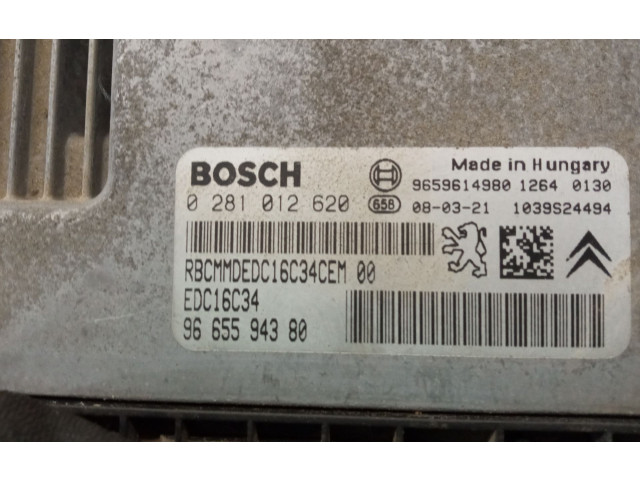 BOSCH
Made in Hungary
9659614980 1264 0130
0 281 012 620
658
08-03-21 1039S24494
RBCMMDEDC16C34CEM 00
EDC16C34
96 655 943 80